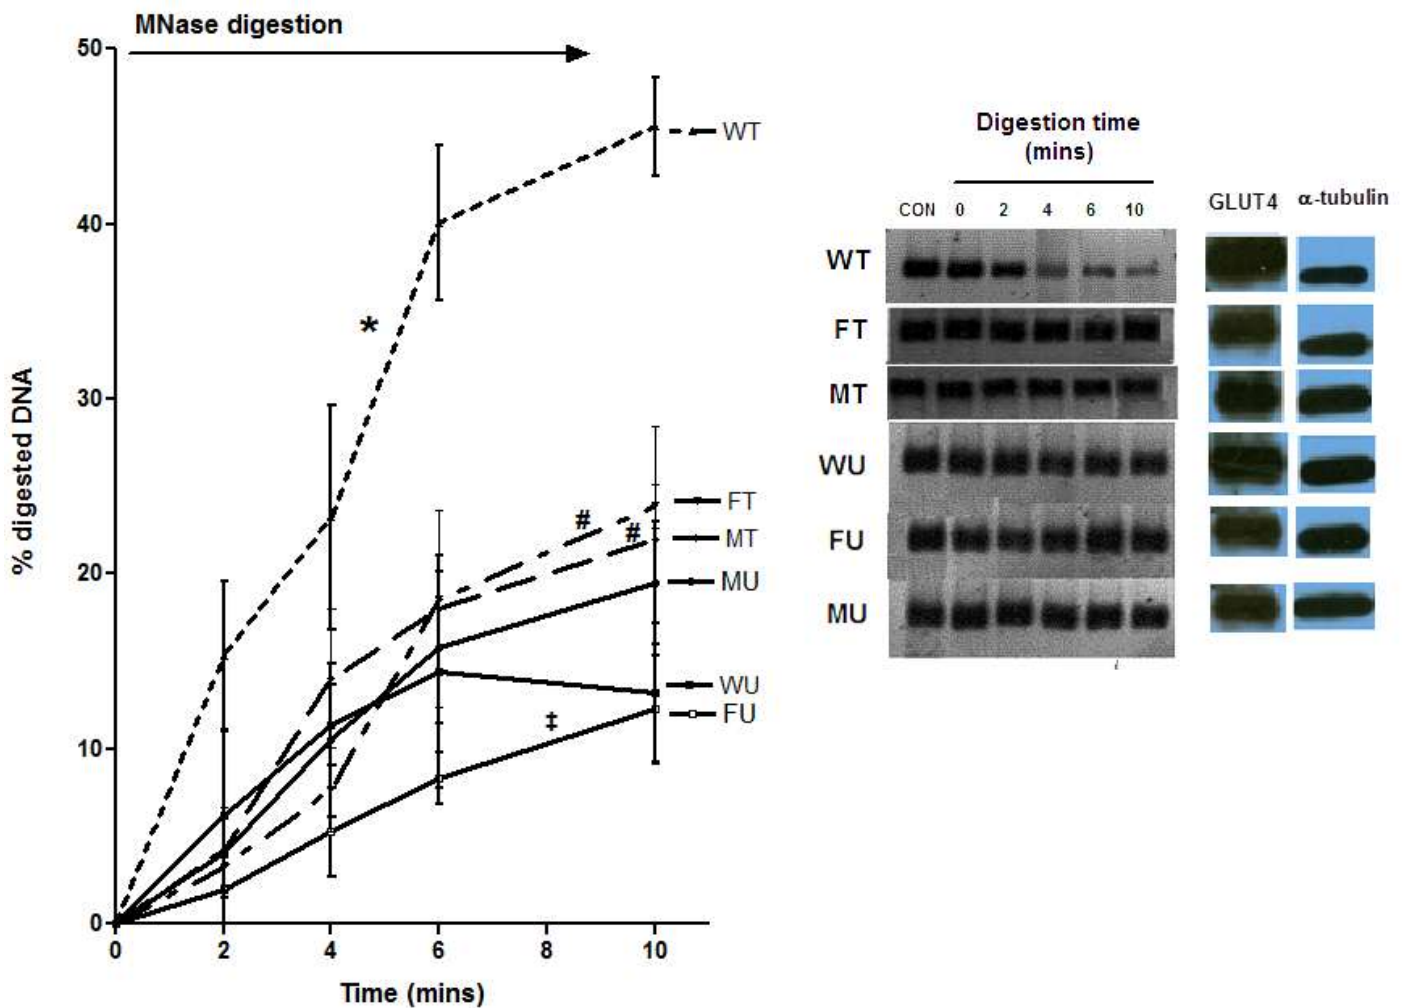 MNase digestion
50
40
30
20
10
0
% digested DNA
0 2 4 6 8 10
Time (mins)
*
#
#
‡
WT
FT
MT
MU
WU
FU
Digestion time
(mins)
CON 0 2 4 6 10
GLUT4 α-tubulin
WT
FT
MT
WU
FU
MU